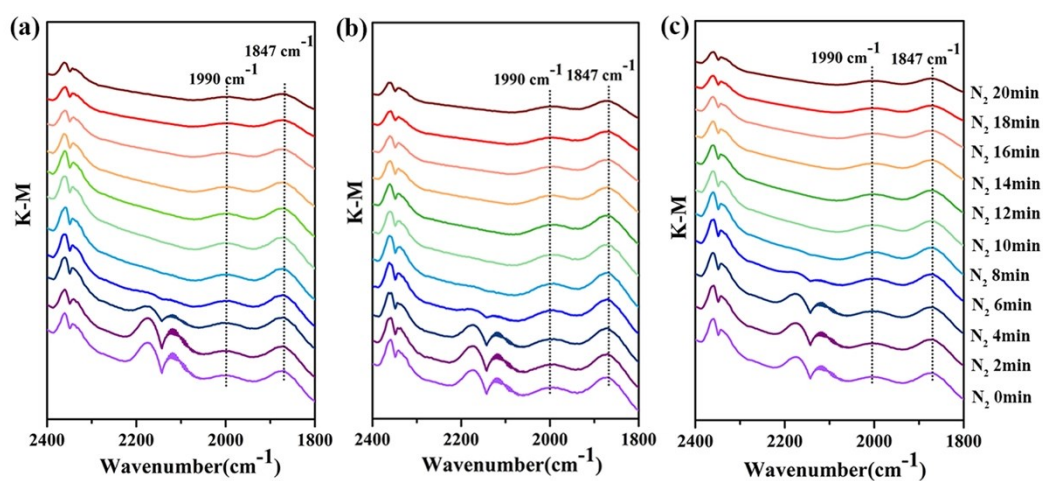 (a)
1847 cm-1
1990 cm-1
K-M
2400 2200 2000 1800
Wavenumber(cm-1)
(b)
1990 cm-1 1847 cm-1
K-M
2400 2200 2000 1800
Wavenumber(cm-1)
(c)
1990 cm-1 1847 cm-1
K-M
2400 2200 2000 1800
Wavenumber(cm-1)
N2 20min
N2 18min
N2 16min
N2 14min
N2 12min
N2 10min
N2 8min
N2 6min
N2 4min
N2 2min
N2 0min